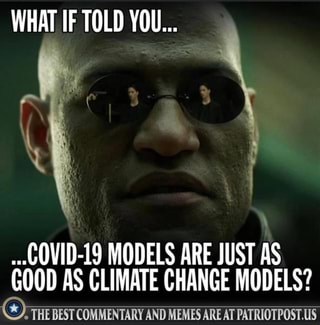 WHAT IF TOLD YOU...
...COVID-19 MODELS ARE JUST AS
GOOD AS CLIMATE CHANGE MODELS?
THE BEST COMMENTARY AND MEMES ARE AT PATRIOTPOST.US